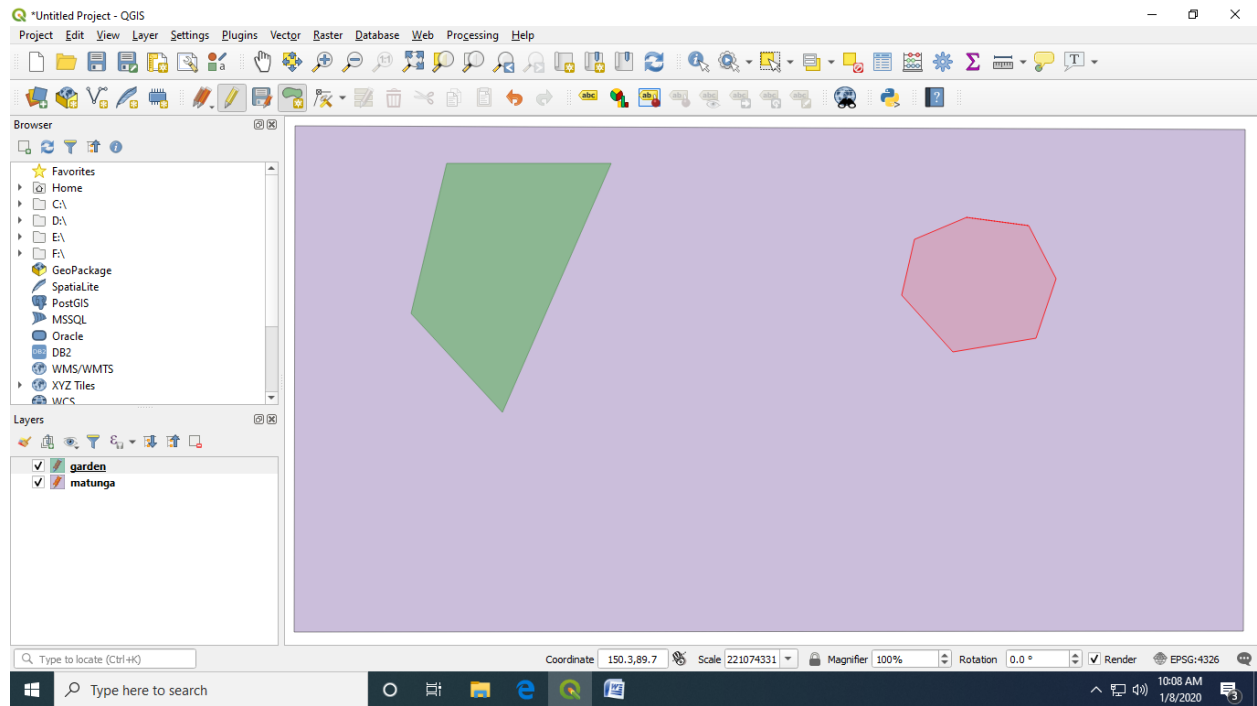 *Untitled Project - QGIS
Project Edit View Layer Settings Plugins Vector Raster Database Web Processing Help
Browser
Favorites
Home
C:\
D:\
E:\
F:\
GeoPackage
SpatiaLite
PostGIS
MSSQL
Oracle
DB2
WMS/WMTS
XYZ Tiles
WCS
Layers
garden
matunga
Type to locate (Ctrl+K) Coordinate 150.3,89.7 Scale 221074331 Magnifier 100% Rotation 0.0 ° Render EPSG:4326
Type here to search
10:08 AM
1/8/2020
3